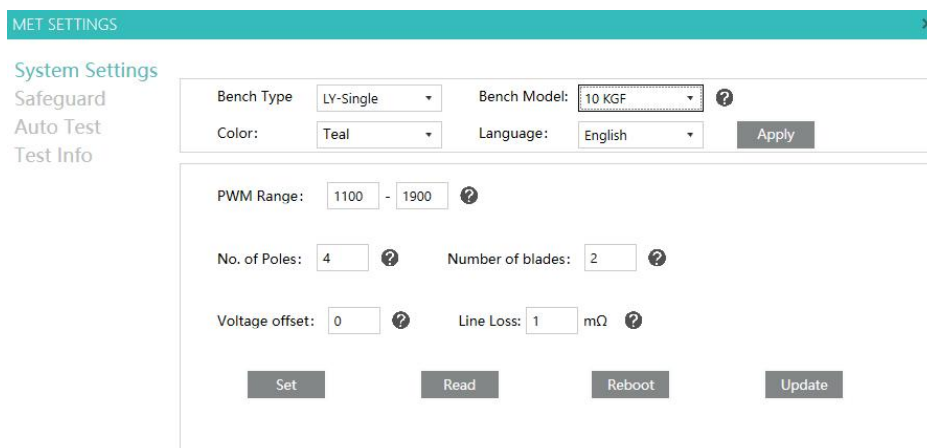 MET SETTINGS
System Settings
Safeguard
Auto Test
Test Info
Bench Type LY-Single Bench Model: 10 KGF
Color: Teal Language: English Apply
PWM Range: 1100 - 1900
No. of Poles: 4 Number of blades: 2
Voltage offset: 0 Line Loss: 1 mΩ
Set Read Reboot Update